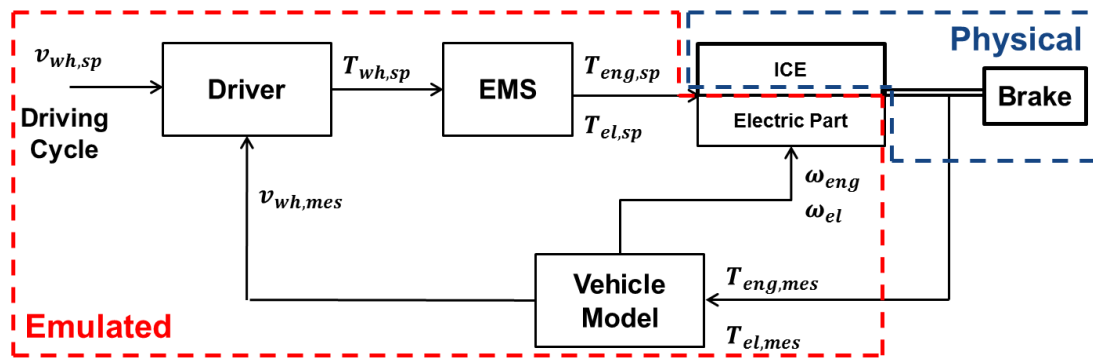 v_wh,sp
Driving
Cycle
Driver
T_wh,sp
EMS
T_eng,sp
T_el,sp
ICE
Electric Part
Physical
Brake
v_wh,mes
ω_eng
ω_el
Vehicle
Model
T_eng,mes
T_el,mes
Emulated